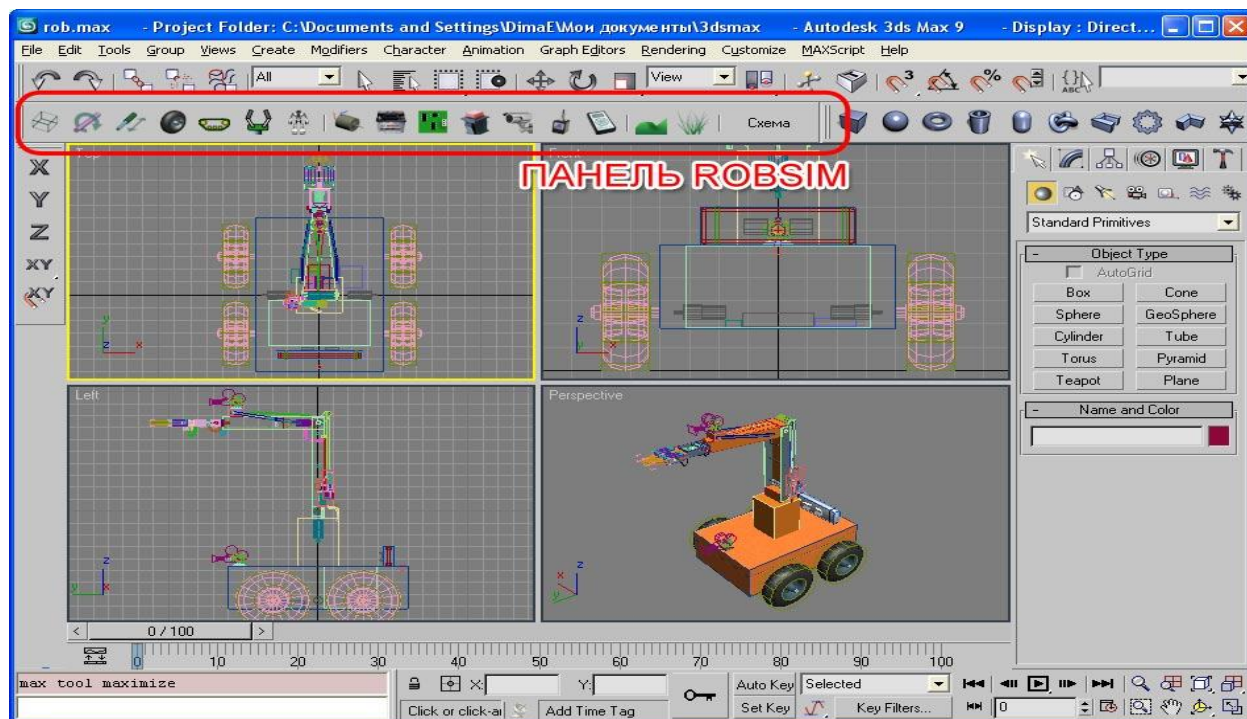 rob.max - Project Folder: C:\Documents and Settings\DimaE\Мои документы\3dsmax - Autodesk 3ds Max 9 - Display : Direct...
File Edit Tools Group Views Create Modifiers Character Animation Graph Editors Rendering Customize MAXScript Help
All View 3 % ABC
Схема
ПАНЕЛЬ ROBSIM
X
Y
Z
XY
XY
Top
Front
y
z x
z
x
Standard Primitives
- Object Type
AutoGrid
Box Cone
Sphere GeoSphere
Cylinder Tube
Torus Pyramid
Teapot Plane
- Name and Color
Left
Perspective
z
y x
z
x
y
< 0 / 100 >
0 10 20 30 40 50 60 70 80 90 100
max tool maximize
X: Y: Auto Key Selected
Click or click-a Add Time Tag Set Key Key Filters... 0